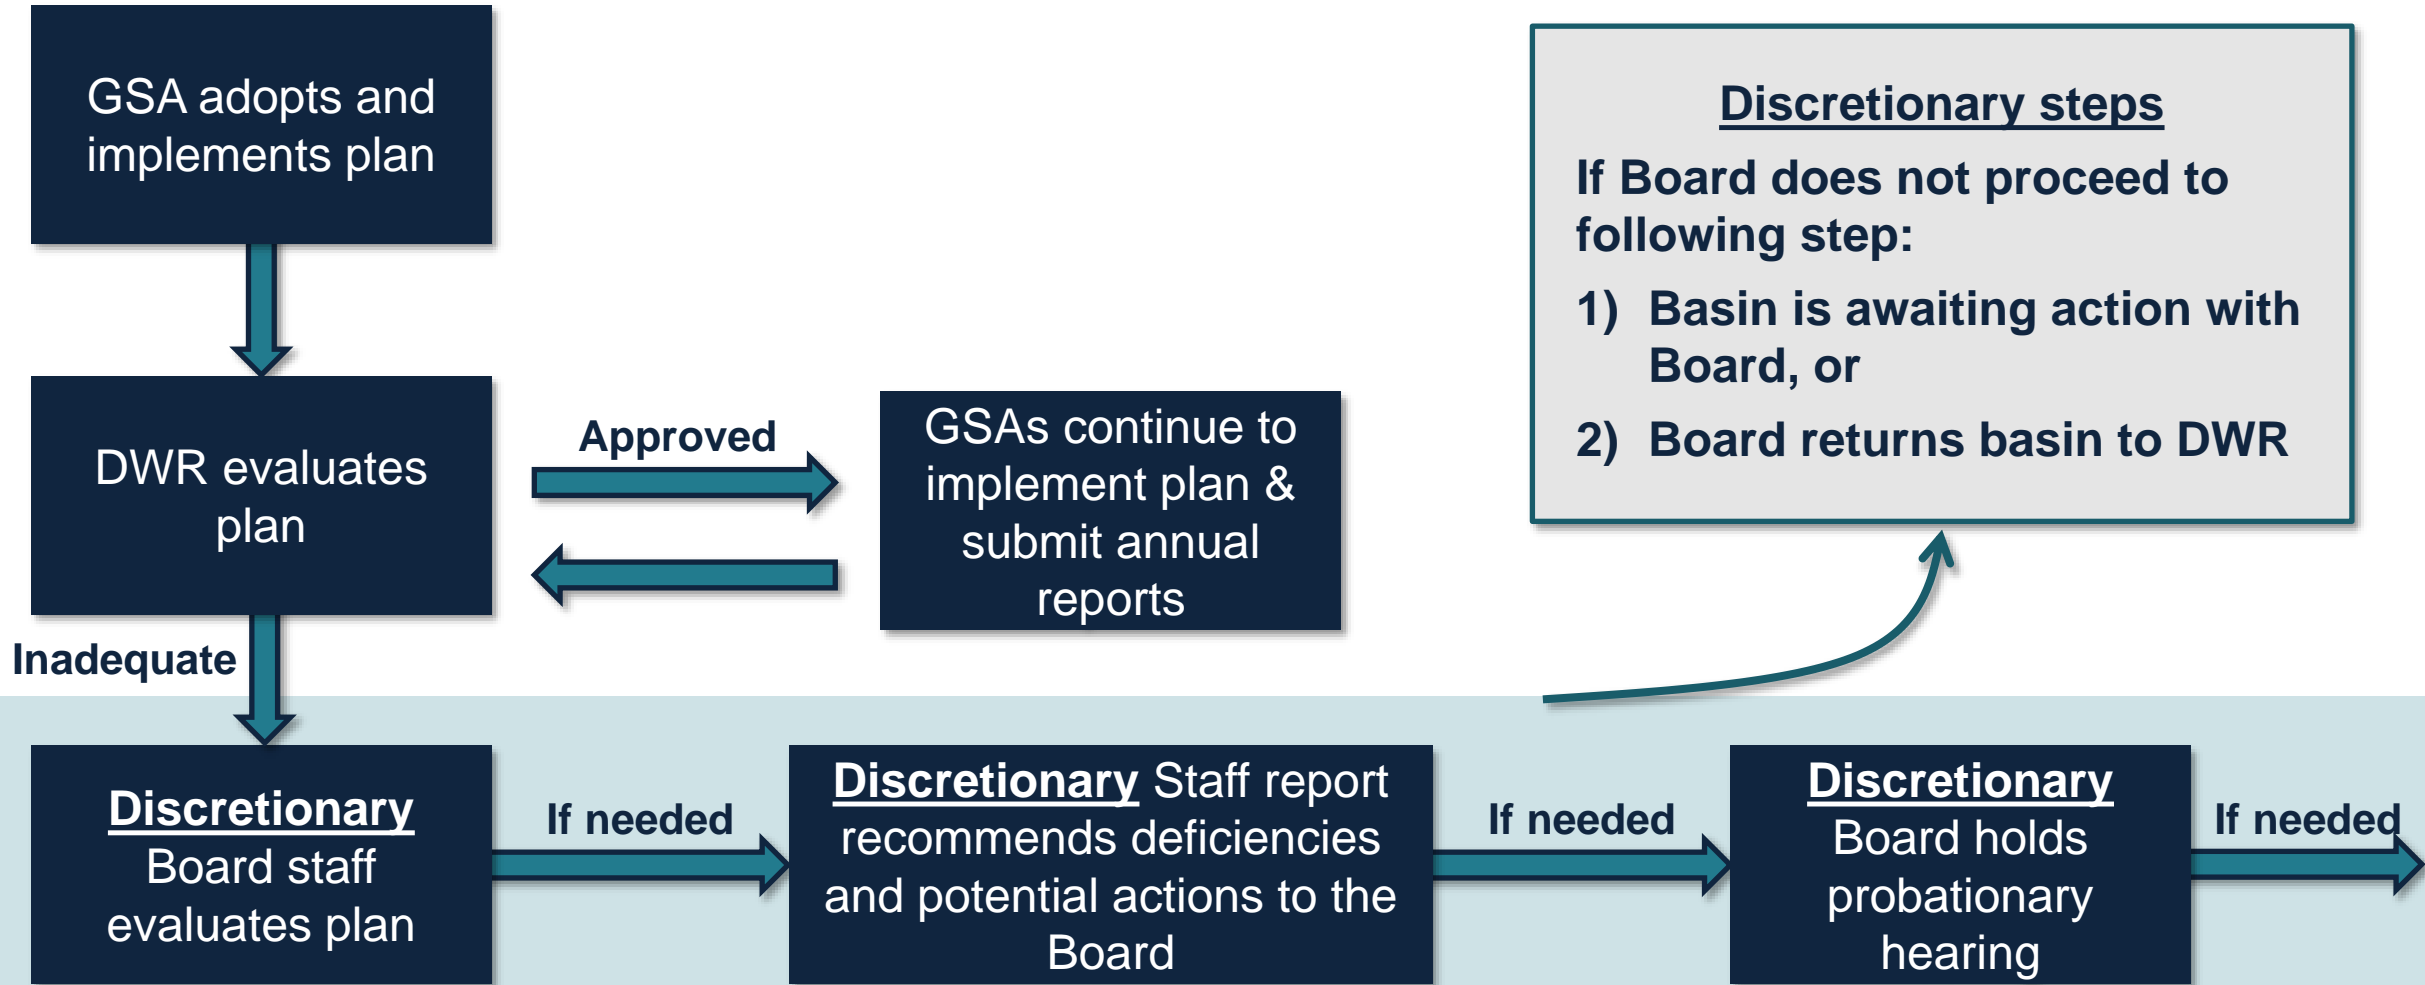 GSA adopts and
implements plan
DWR evaluates
plan
Approved
GSAs continue to
implement plan &
submit annual
reports
Discretionary steps
If Board does not proceed to
following step:
1) Basin is awaiting action with
Board, or
2) Board returns basin to DWR
Inadequate
Discretionary
Board staff
evaluates plan
If needed
Discretionary Staff report
recommends deficiencies
and potential actions to the
Board
If needed
Discretionary
Board holds
probationary
hearing
If needed